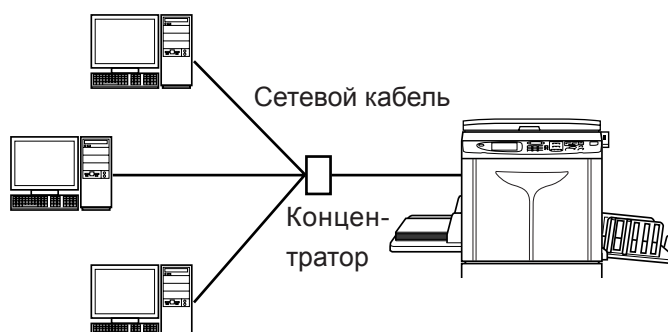 Сетевой кабель
Концен-
тратор